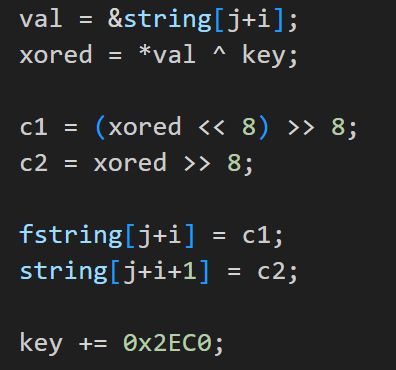 val = &string[j+i];
xored = *val ^ key;
c1 = (xored << 8) >> 8;
c2 = xored >> 8;
fstring[j+i] = c1;
string[j+i+1] = c2;
key += 0x2EC0;